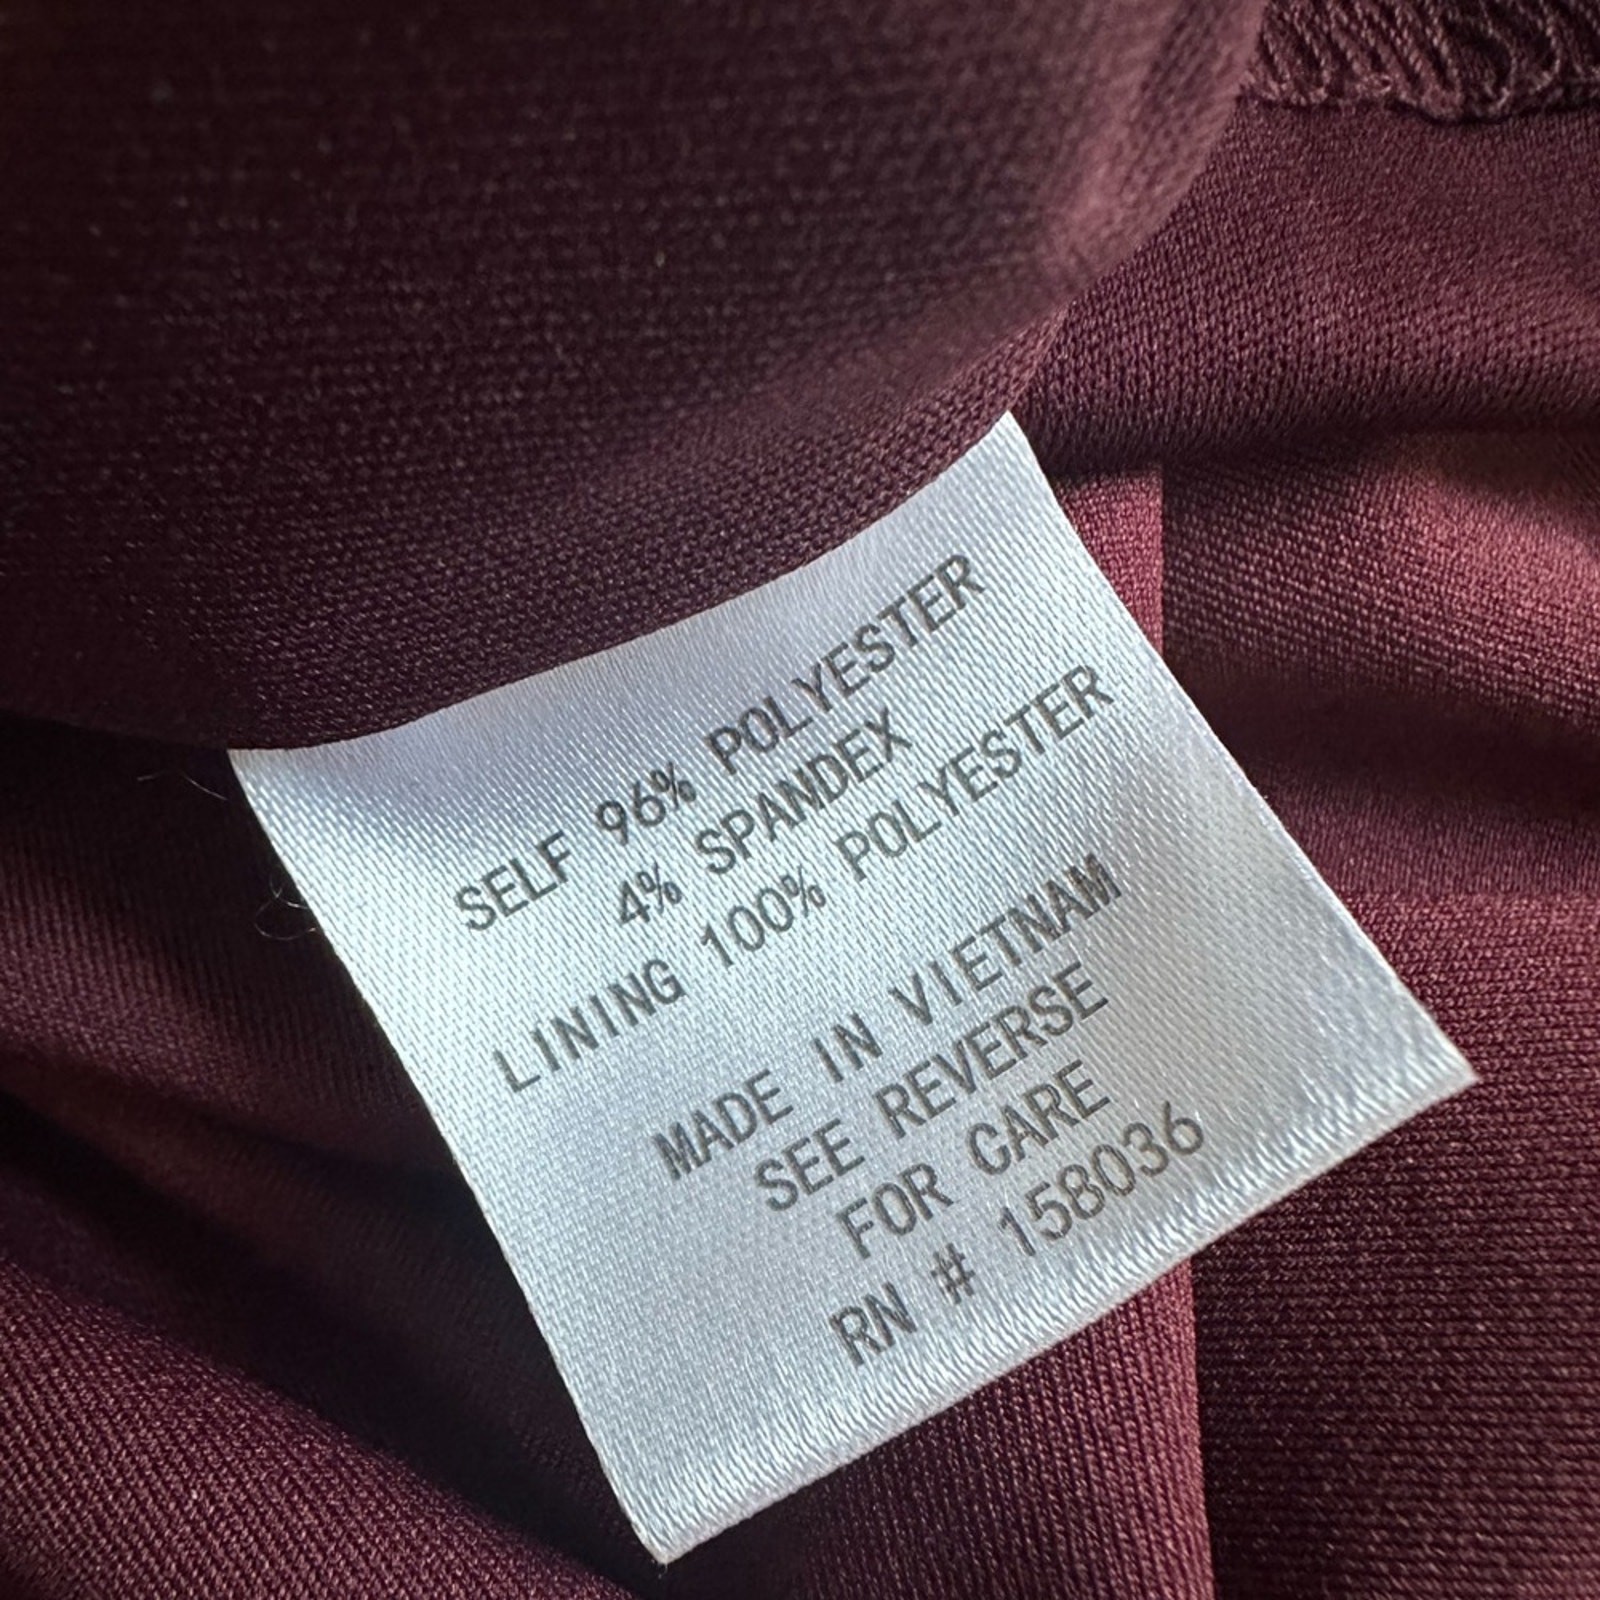 SELF 96% POLYESTER
4% SPANDEX
LINING 100% POLYESTER
MADE IN VIETNAM
SEE REVERSE
FOR CARE
RN # 158036